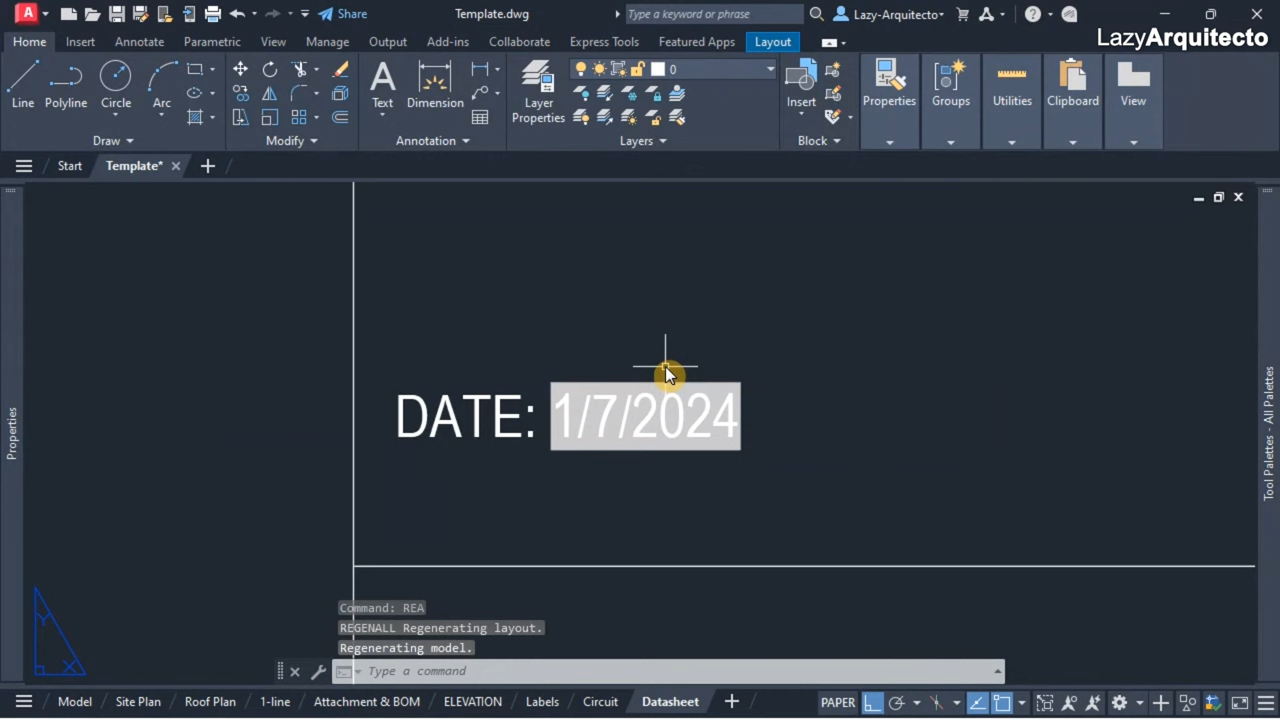 Share
Template.dwg
Type a keyword or phrase
Lazy-Arquitecto
LazyArquitecto
Home
Insert
Annotate
Parametric
View
Manage
Output
Add-ins
Collaborate
Express Tools
Featured Apps
Layout
Line
Polyline
Circle
Arc
Text
Dimension
Layer
Properties
0
Insert
Properties
Groups
Utilities
Clipboard
View
Draw
Modify
Annotation
Layers
Block
Start
Template*
Properties
DATE: 1/7/2024
Tool Palettes - All Palettes
Y
X
Command: REA
REGENALL Regenerating layout.
Regenerating model.
Type a command
Model
Site Plan
Roof Plan
1-line
Attachment & BOM
ELEVATION
Labels
Circuit
Datasheet
PAPER